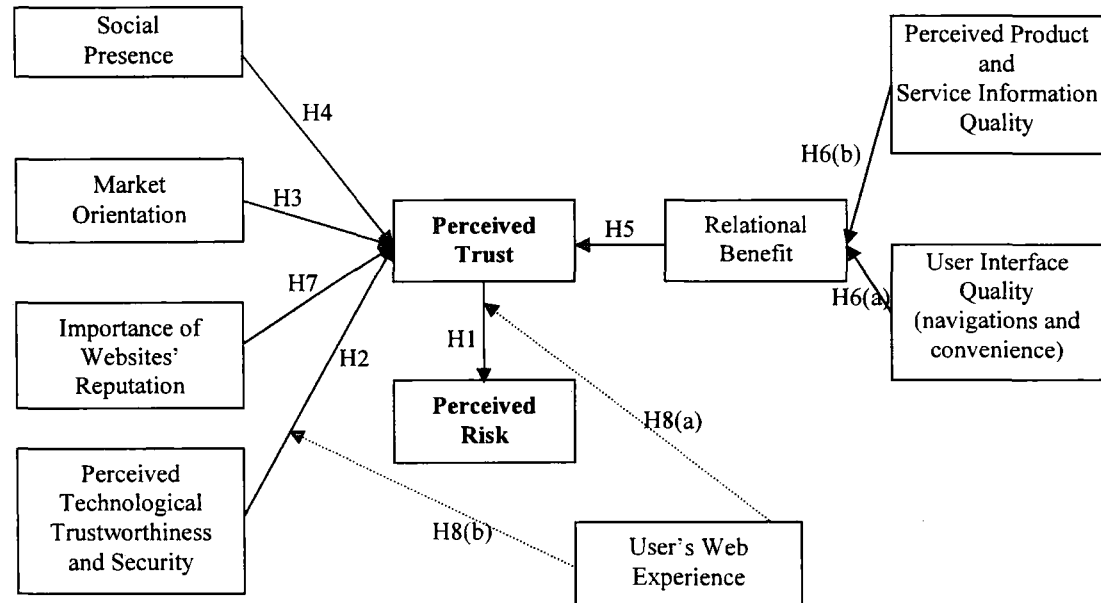 Social
Presence
H4
Market
Orientation
H3
H7
Importance of
Websites'
Reputation
H2
Perceived
Technological
Trustworthiness
and Security
Perceived
Trust
H1
Perceived
Risk
H5
Relational
Benefit
H6(b)
Perceived Product
and
Service Information
Quality
H6(a)
User Interface
Quality
(navigations and
convenience)
H8(a)
H8(b)
User's Web
Experience